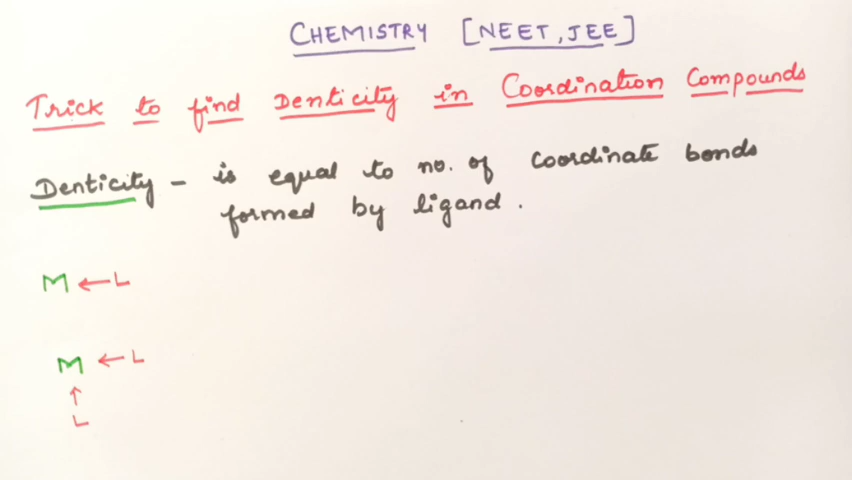 CHEMISTRY [NEET, JEE]
Trick to find Denticity in Coordination Compounds
Denticity - is equal to no. of coordinate bonds
formed by ligand.
M ← L
M ← L
↑
L